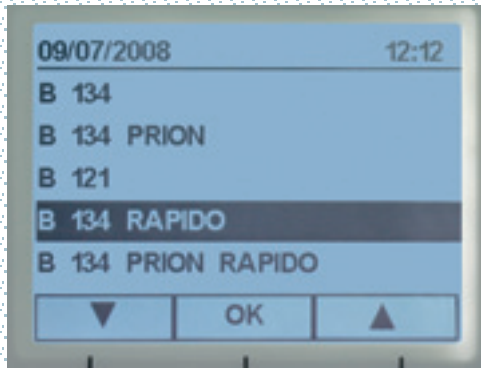 09/07/2008 12:12
B 134
B 134 PRION
B 121
B 134 RAPIDO
B 134 PRION RAPIDO
▼ OK ▲